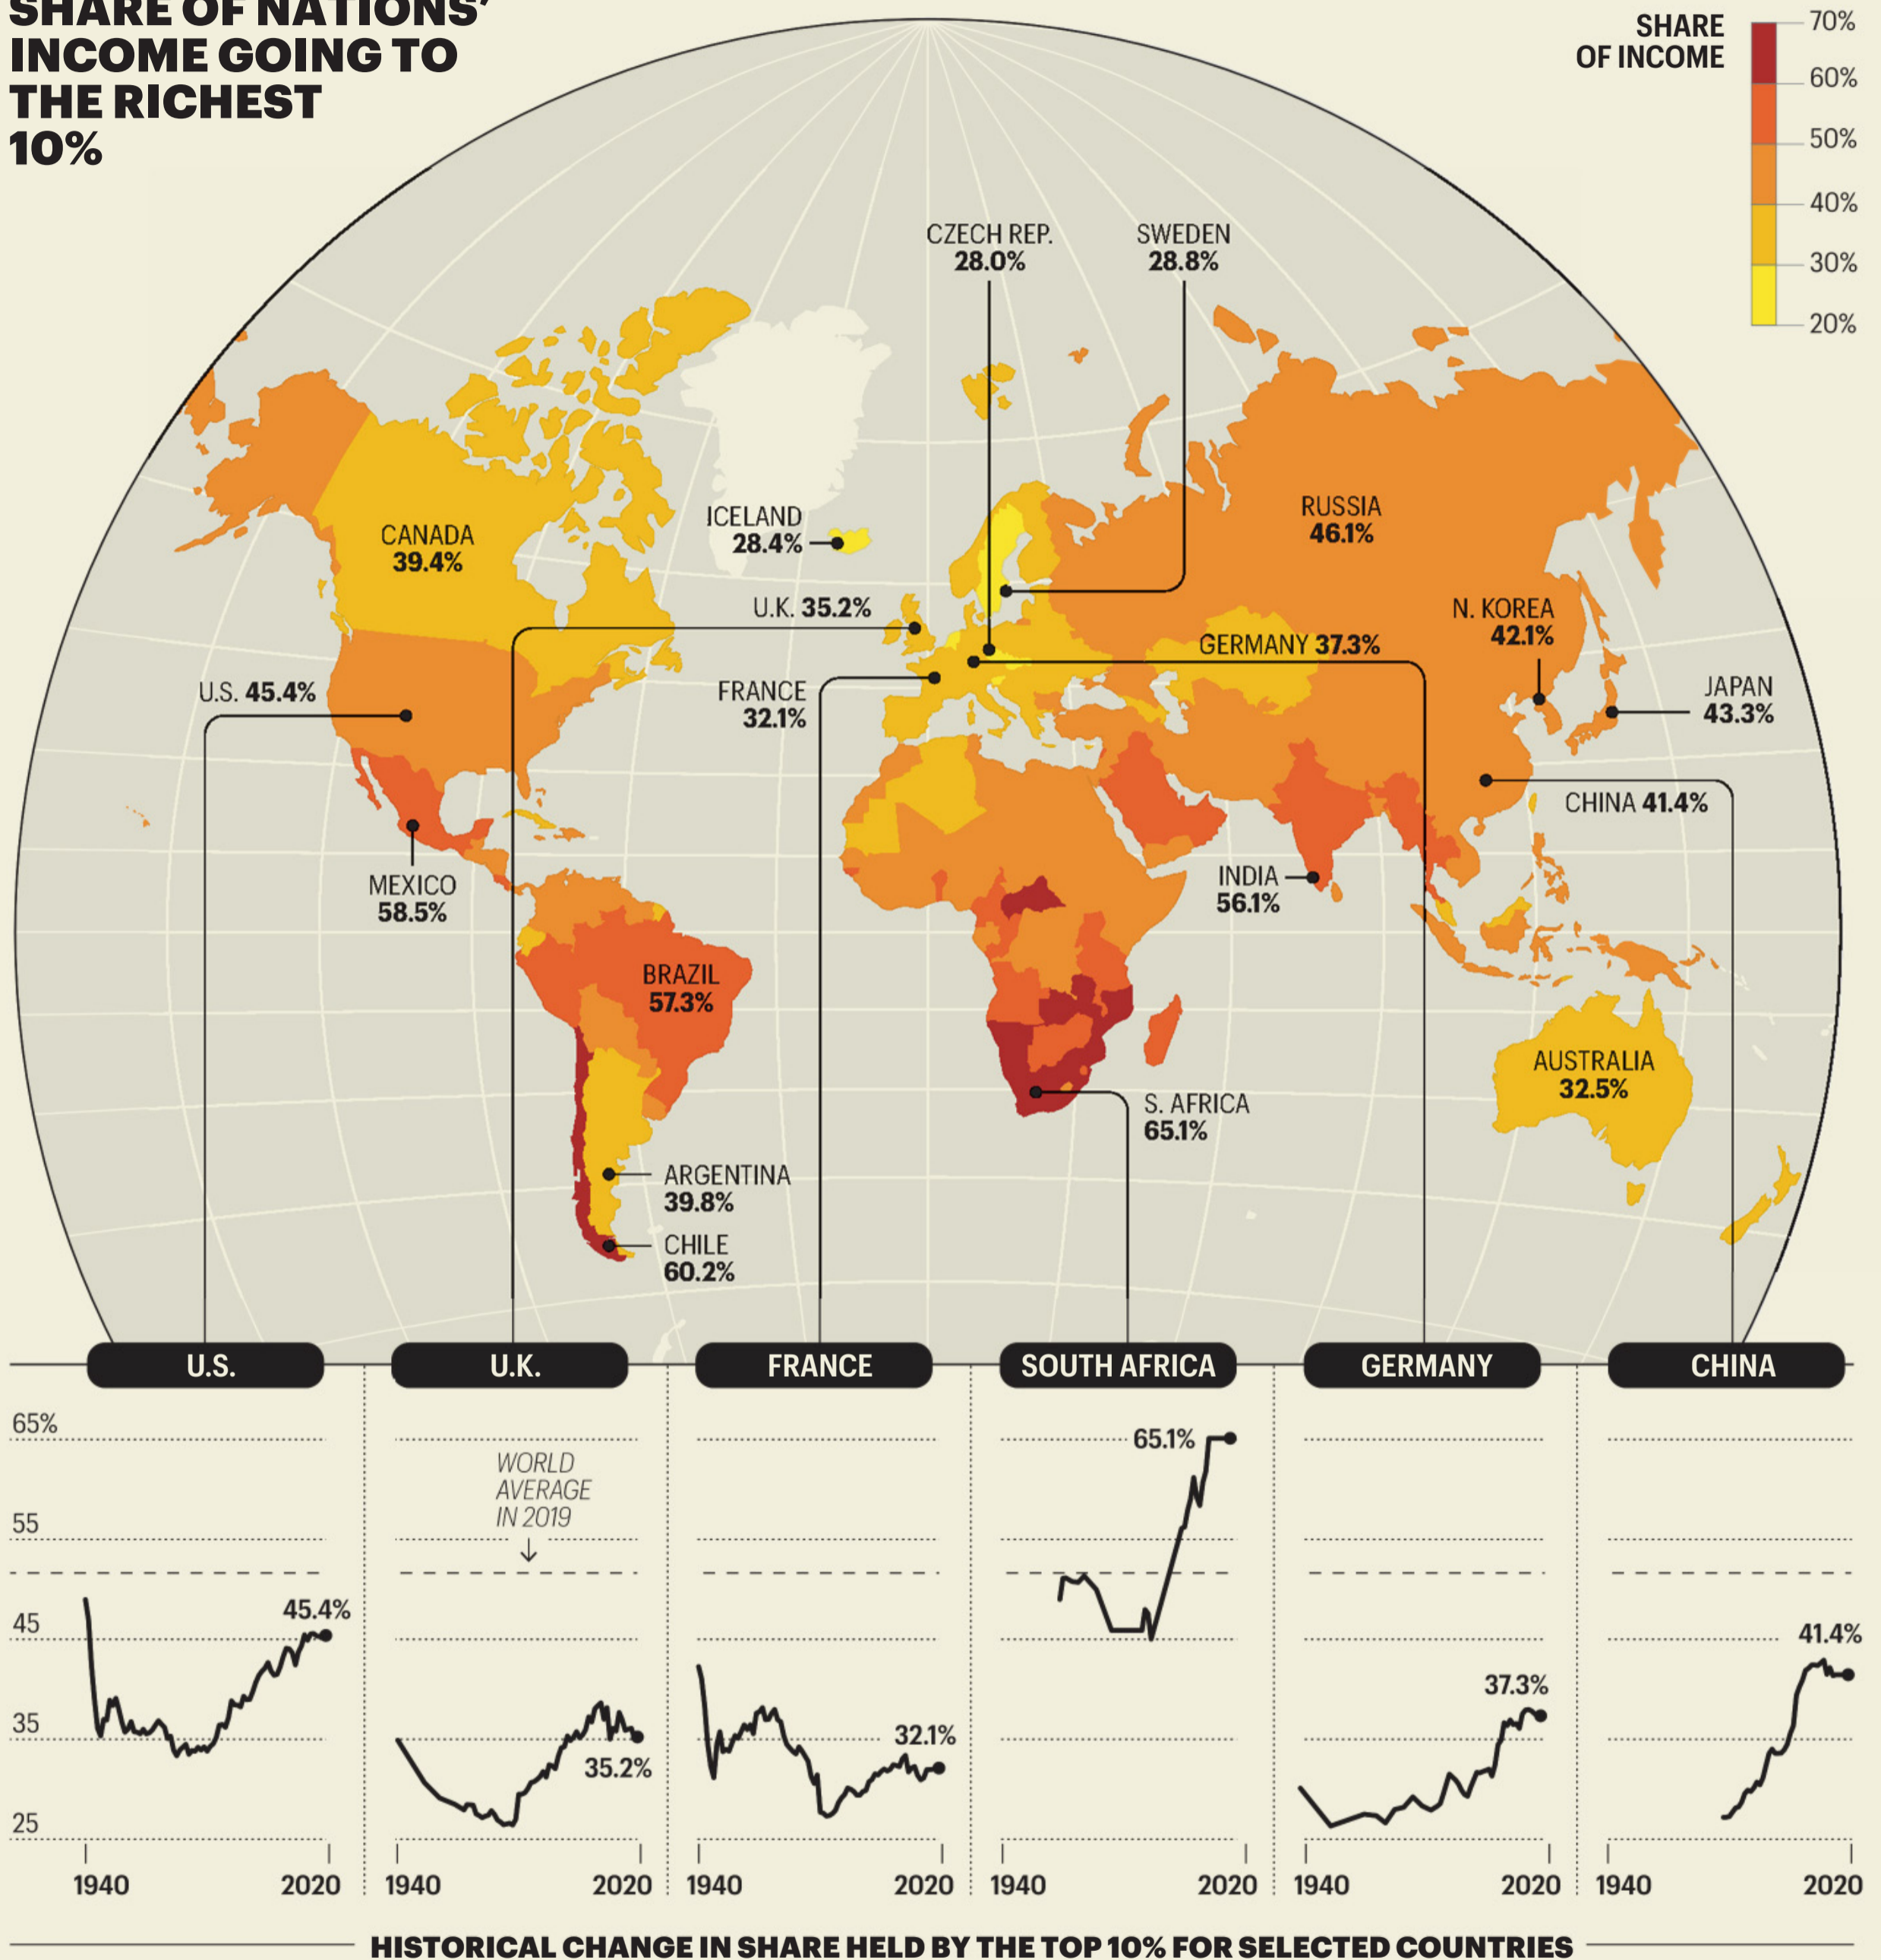 SHARE OF NATIONS'
INCOME GOING TO
THE RICHEST
10%
SHARE
OF INCOME
70%
60%
50%
40%
30%
20%
CZECH REP.
28.0%
SWEDEN
28.8%
CANADA
39.4%
ICELAND
28.4%
RUSSIA
46.1%
U.K. 35.2%
N. KOREA
42.1%
GERMANY 37.3%
U.S. 45.4%
FRANCE
32.1%
JAPAN
43.3%
CHINA 41.4%
MEXICO
58.5%
INDIA
56.1%
BRAZIL
57.3%
AUSTRALIA
32.5%
S. AFRICA
65.1%
ARGENTINA
39.8%
CHILE
60.2%
U.S.
U.K.
FRANCE
SOUTH AFRICA
GERMANY
CHINA
65%
55
45
35
25
45.4%
1940
2020
WORLD
AVERAGE
IN 2019
35.2%
1940
2020
32.1%
1940
2020
65.1%
1940
2020
37.3%
1940
2020
41.4%
1940
2020
HISTORICAL CHANGE IN SHARE HELD BY THE TOP 10% FOR SELECTED COUNTRIES